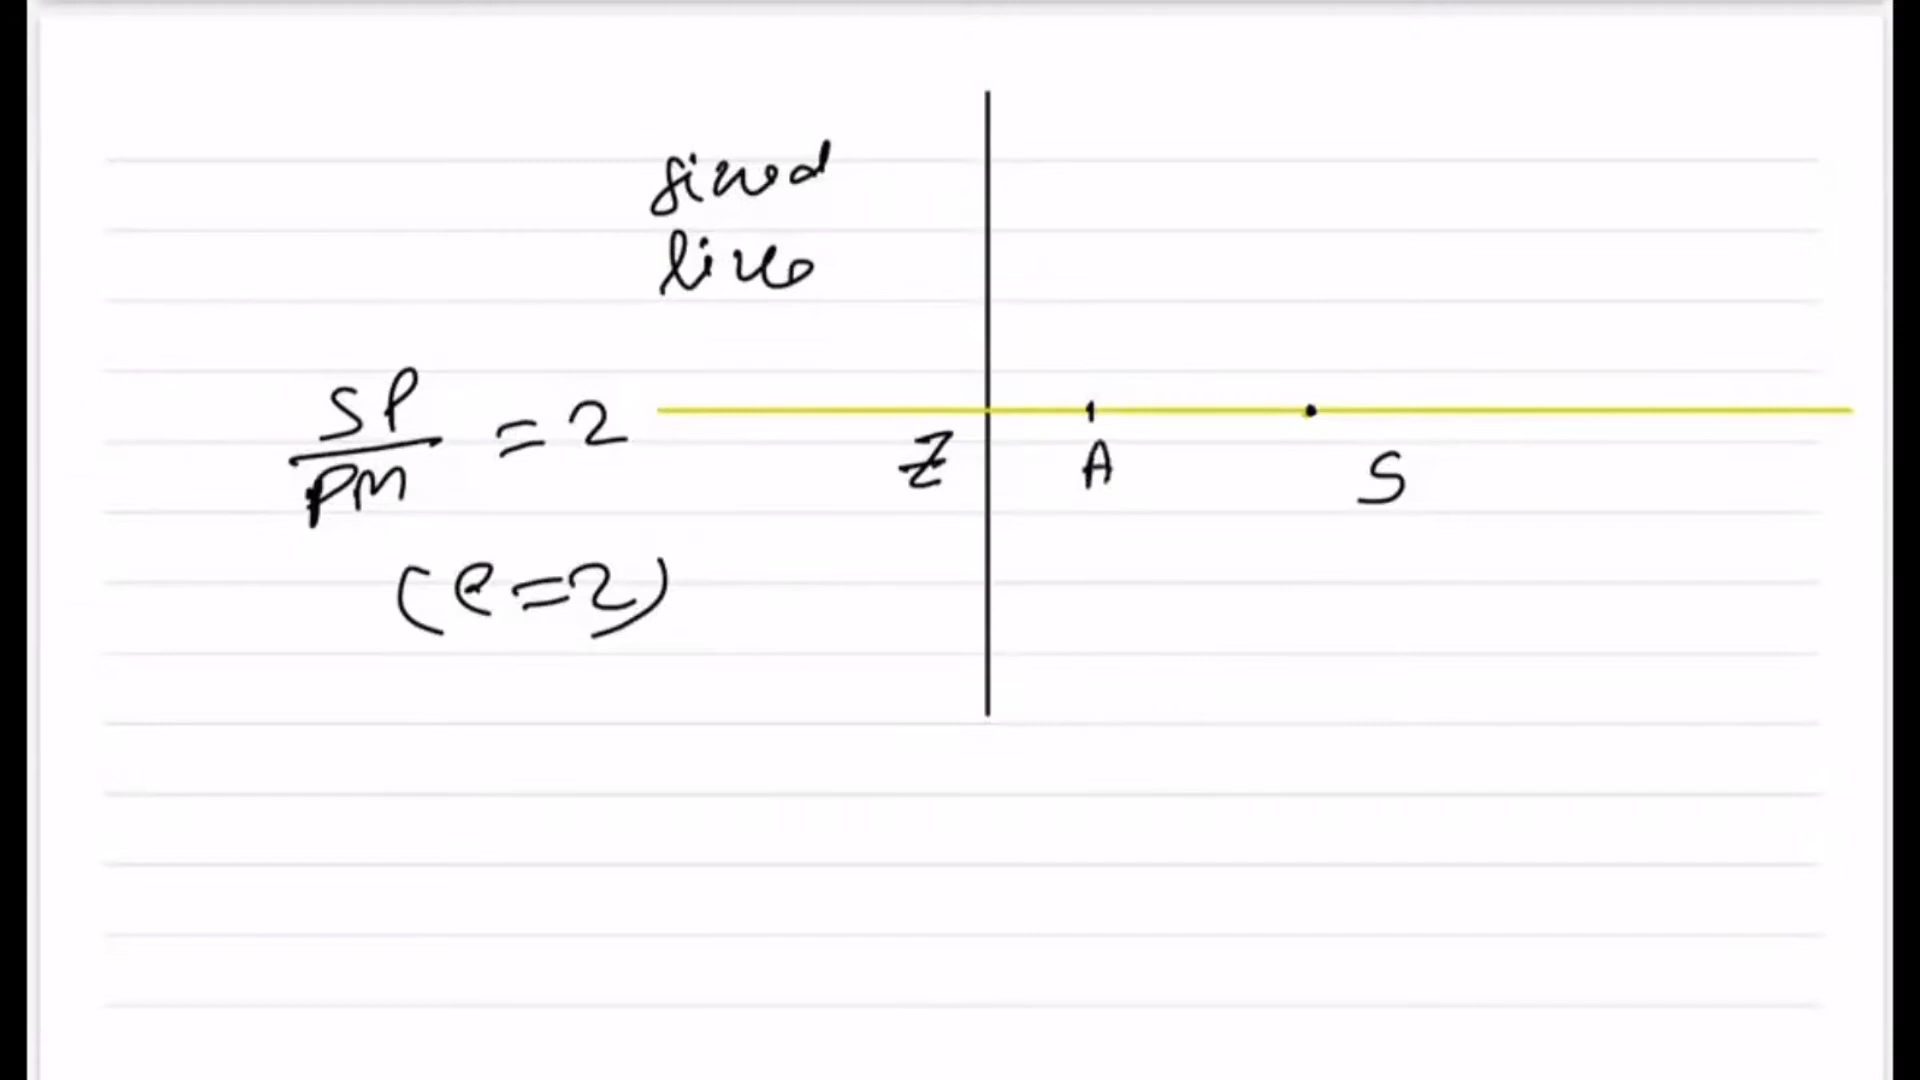 fixed
line
SP
PM
= 2
Z
A
S
(e=2)